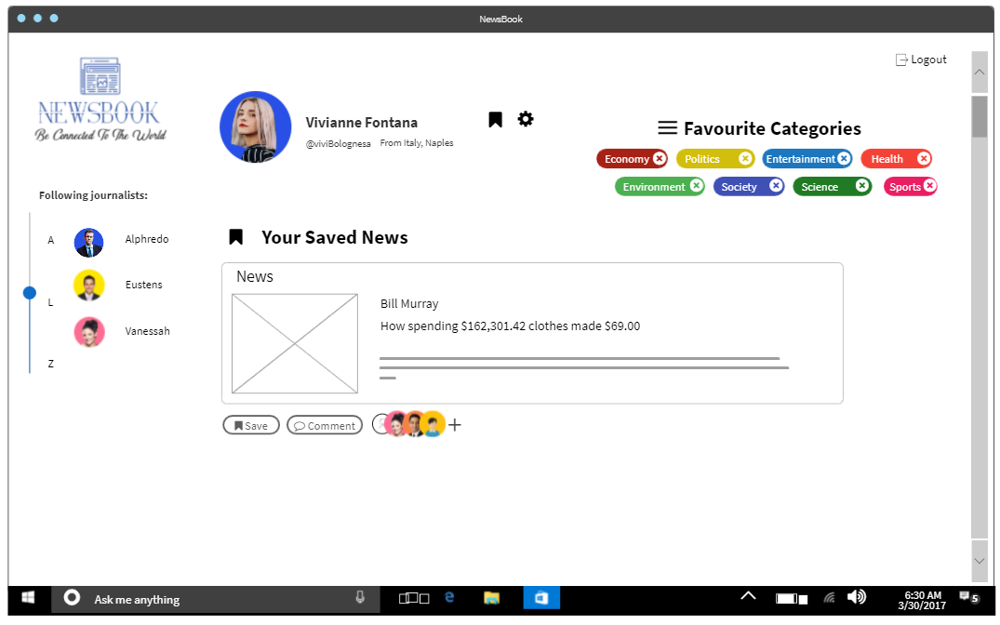 NewsBook
Logout
NEWSBOOK
Be Connected To The World
Vivianne Fontana
@viviBolognesa From Italy, Naples
Favourite Categories
Economy Politics Entertainment Health
Environment Society Science Sports
Following journalists:
A Alphredo
Eustens
L
Vanessah
Z
Your Saved News
News
Bill Murray
How spending $162,301.42 clothes made $69.00
Save Comment
Ask me anything
6:30 AM
3/30/2017
5